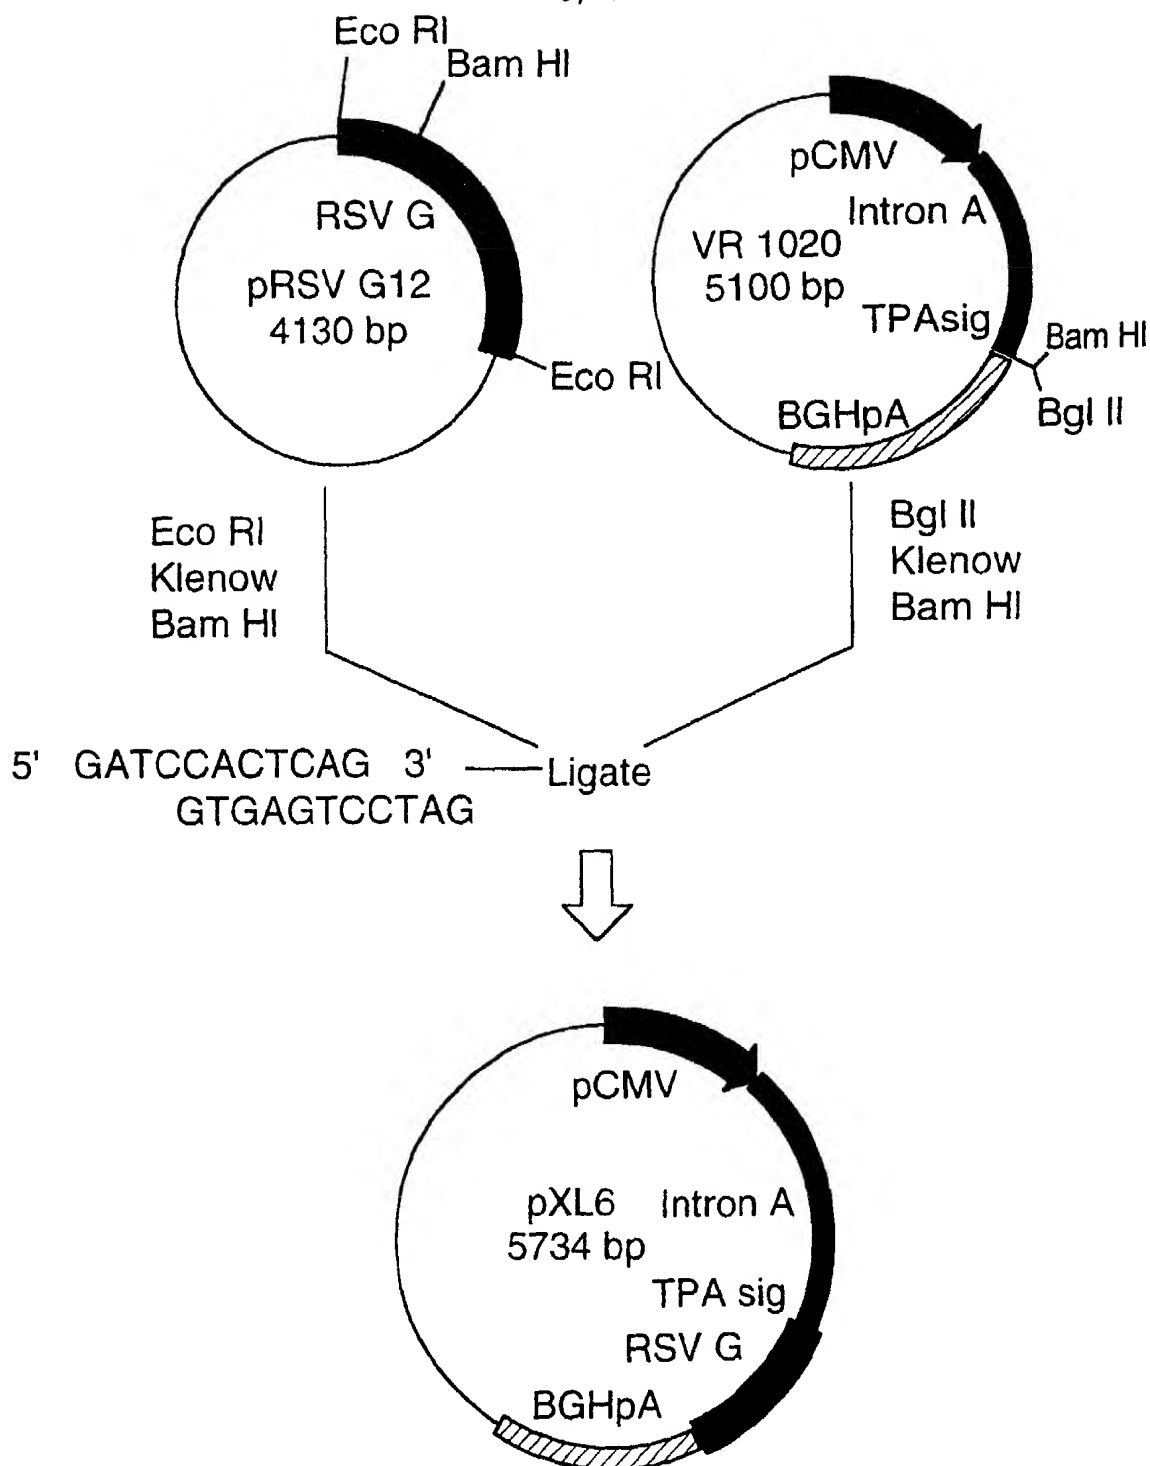 Eco RI
Bam HI
RSV G
pRSV G12
4130 bp
Eco RI
pCMV
Intron A
VR 1020
5100 bp
TPAsig
Bam HI
Bgl II
BGHpA
Eco RI
Klenow
Bam HI
Bgl II
Klenow
Bam HI
5' GATCCACTCAG 3'
Ligate
GTGAGTCCTAG
pCMV
pXL6
5734 bp
Intron A
TPA sig
RSV G
BGHpA